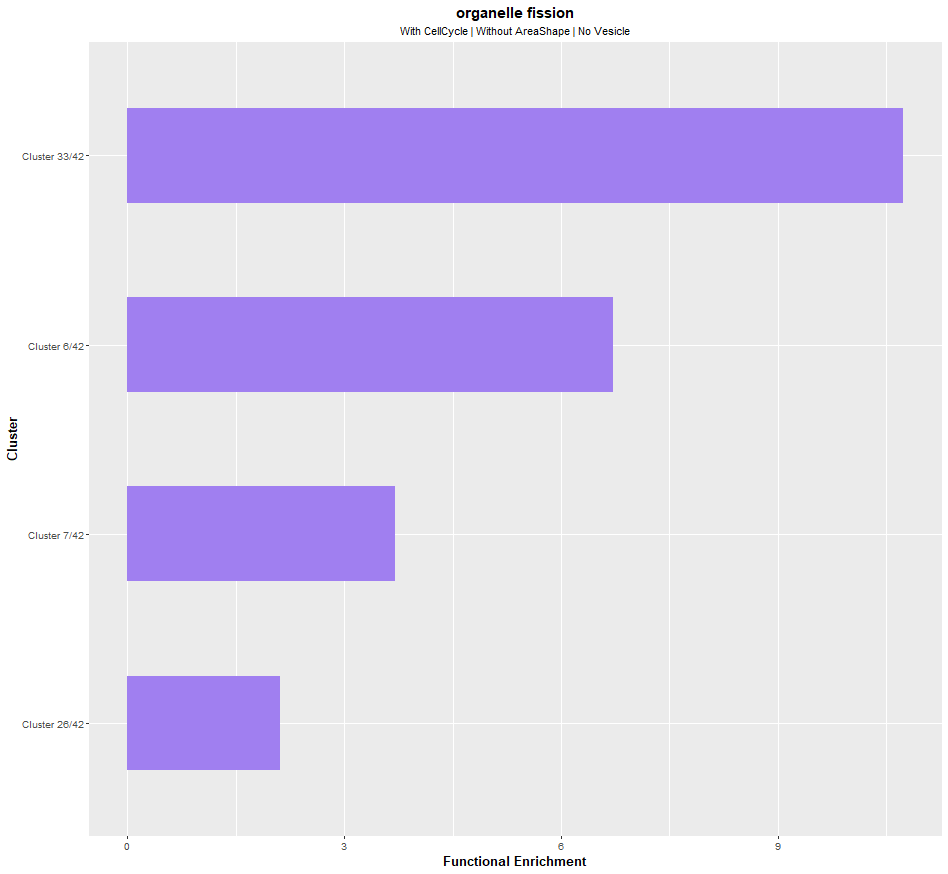 organelle fission
With CellCycle | Without AreaShape | No Vesicle
Cluster 33/42
Cluster 6/42
Cluster 7/42
Cluster 26/42
Cluster
0
3
6
9
Functional Enrichment